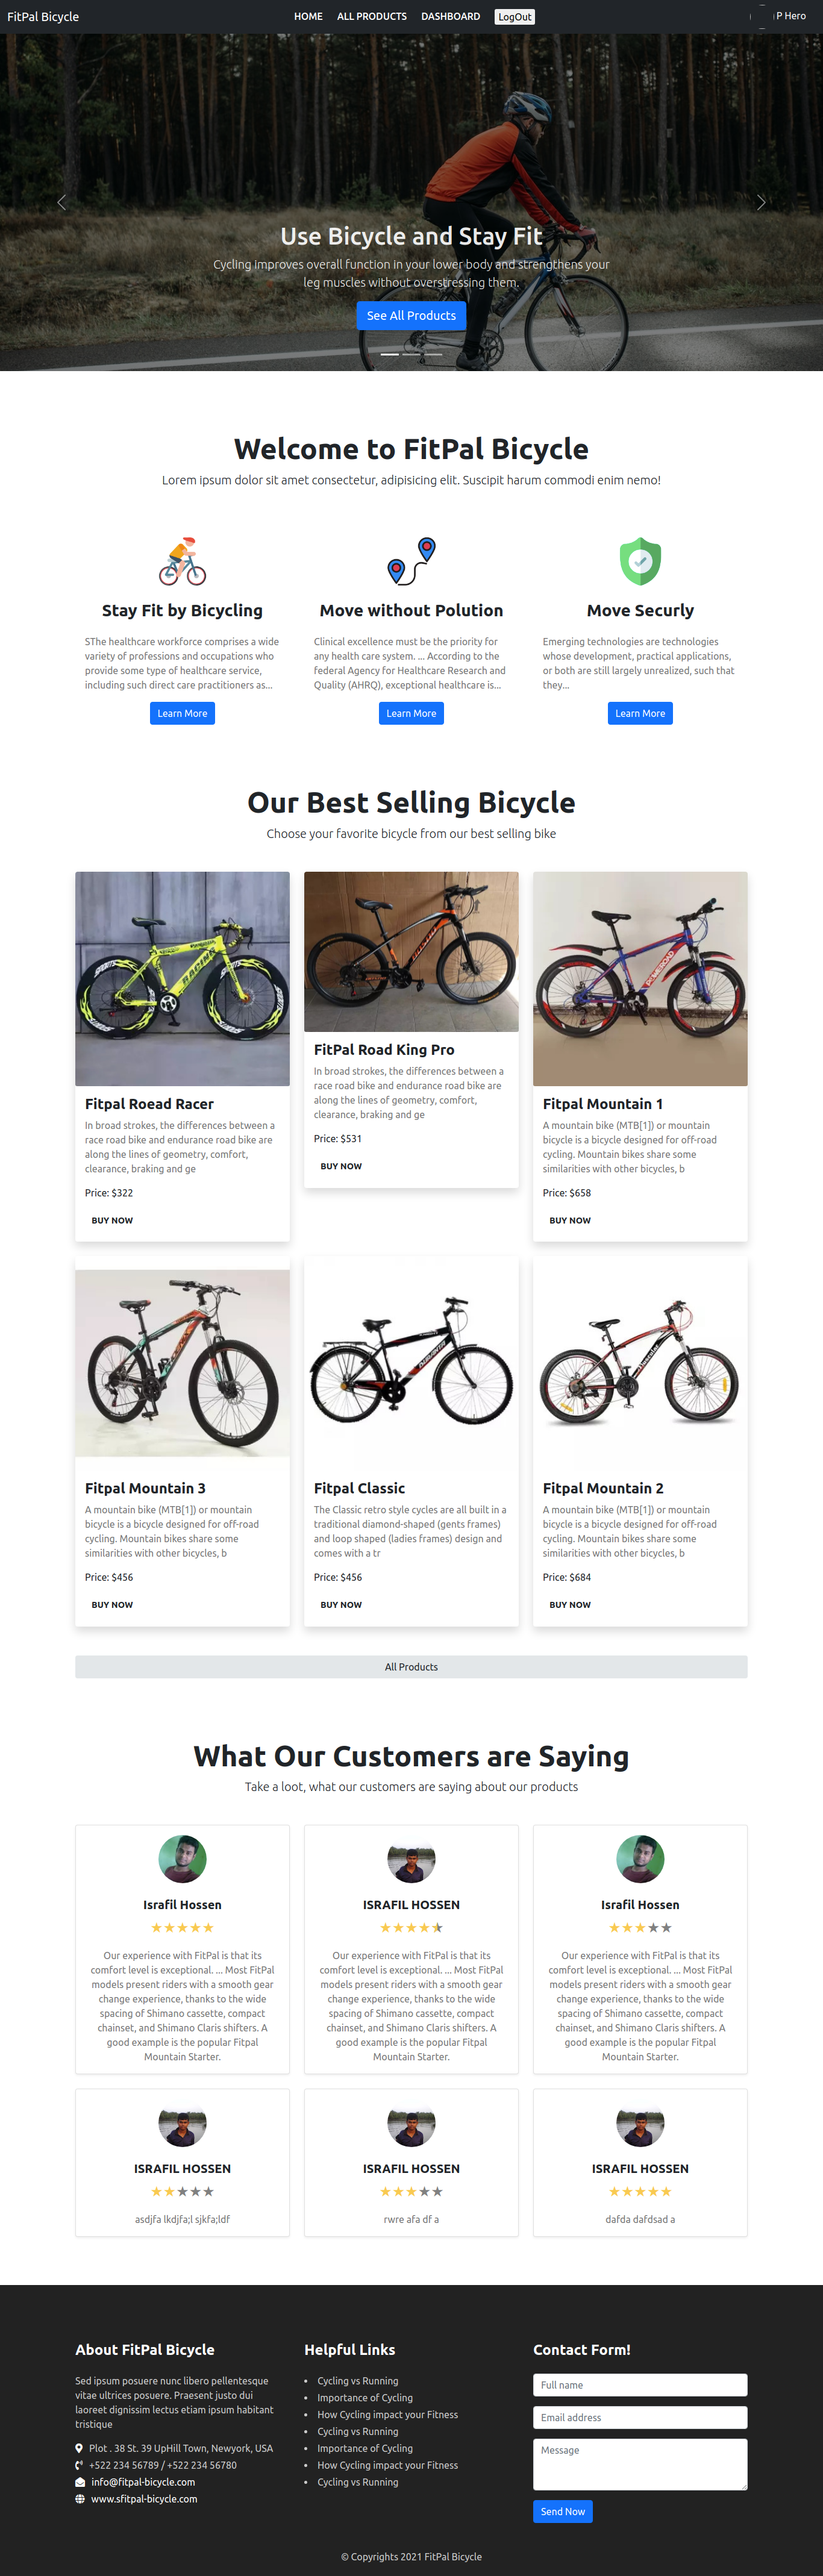 FitPal Bicycle
HOME
ALL PRODUCTS
DASHBOARD
LogOut
P Hero
Use Bicycle and Stay Fit
Cycling improves overall function in your lower body and strengthens your
leg muscles without overstressing them.
See All Products
Welcome to FitPal Bicycle
Lorem ipsum dolor sit amet consectetur, adipisicing elit. Suscipit harum commodi enim nemo!
Stay Fit by Bicycling
SThe healthcare workforce comprises a wide
variety of professions and occupations who
provide some type of healthcare service,
including such direct care practitioners as...
Learn More
Move without Polution
Clinical excellence must be the priority for
any health care system. ... According to the
federal Agency for Healthcare Research and
Quality (AHRQ), exceptional healthcare is...
Learn More
Move Securly
Emerging technologies are technologies
whose development, practical applications,
or both are still largely unrealized, such that
they...
Learn More
Our Best Selling Bicycle
Choose your favorite bicycle from our best selling bike
Fitpal Roead Racer
In broad strokes, the differences between a
race road bike and endurance road bike are
along the lines of geometry, comfort,
clearance, braking and ge
Price: $322
BUY NOW
FitPal Road King Pro
In broad strokes, the differences between a
race road bike and endurance road bike are
along the lines of geometry, comfort,
clearance, braking and ge
Price: $531
BUY NOW
Fitpal Mountain 1
A mountain bike (MTB[1]) or mountain
bicycle is a bicycle designed for off-road
cycling. Mountain bikes share some
similarities with other bicycles, b
Price: $658
BUY NOW
Fitpal Mountain 3
A mountain bike (MTB[1]) or mountain
bicycle is a bicycle designed for off-road
cycling. Mountain bikes share some
similarities with other bicycles, b
Price: $456
BUY NOW
Fitpal Classic
The Classic retro style cycles are all built in a
traditional diamond-shaped (gents frames)
and loop shaped (ladies frames) design and
comes with a tr
Price: $456
BUY NOW
Fitpal Mountain 2
A mountain bike (MTB[1]) or mountain
bicycle is a bicycle designed for off-road
cycling. Mountain bikes share some
similarities with other bicycles, b
Price: $684
BUY NOW
All Products
What Our Customers are Saying
Take a loot, what our customers are saying about our products
Israfil Hossen
Our experience with FitPal is that its
comfort level is exceptional. ... Most FitPal
models present riders with a smooth gear
change experience, thanks to the wide
spacing of Shimano cassette, compact
chainset, and Shimano Claris shifters. A
good example is the popular Fitpal
Mountain Starter.
ISRAFIL HOSSEN
Our experience with FitPal is that its
comfort level is exceptional. ... Most FitPal
models present riders with a smooth gear
change experience, thanks to the wide
spacing of Shimano cassette, compact
chainset, and Shimano Claris shifters. A
good example is the popular Fitpal
Mountain Starter.
Israfil Hossen
Our experience with FitPal is that its
comfort level is exceptional. ... Most FitPal
models present riders with a smooth gear
change experience, thanks to the wide
spacing of Shimano cassette, compact
chainset, and Shimano Claris shifters. A
good example is the popular Fitpal
Mountain Starter.
ISRAFIL HOSSEN
asdjfa lkdjfa;l sjkfa;ldf
ISRAFIL HOSSEN
rwre afa df a
ISRAFIL HOSSEN
dafda dafdsad a
About FitPal Bicycle
Sed ipsum posuere nunc libero pellentesque
vitae ultrices posuere. Praesent justo dui
laoreet dignissim lectus etiam ipsum habitant
tristique
Plot . 38 St. 39 UpHill Town, Newyork, USA
+522 234 56789 / +522 234 56780
info@fitpal-bicycle.com
www.sfitpal-bicycle.com
Helpful Links
Cycling vs Running
Importance of Cycling
How Cycling impact your Fitness
Cycling vs Running
Importance of Cycling
How Cycling impact your Fitness
Cycling vs Running
Contact Form!
Full name
Email address
Message
Send Now
© Copyrights 2021 FitPal Bicycle